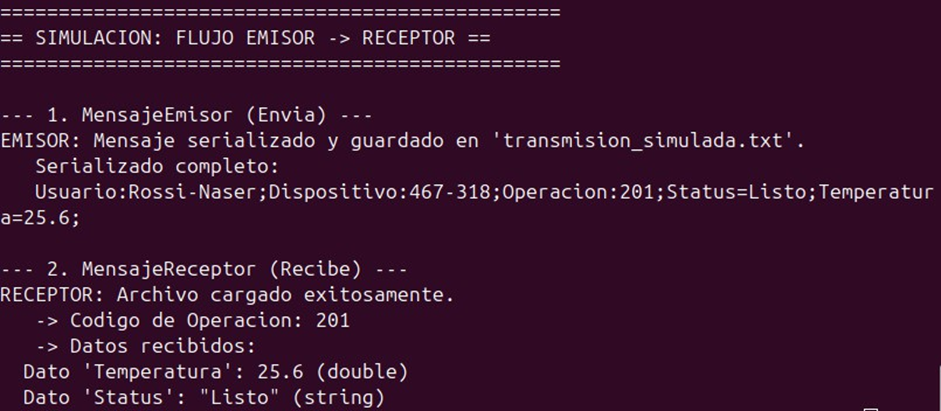 ================================================
== SIMULACION: FLUJO EMISOR -> RECEPTOR ==
================================================
--- 1. MensajeEmisor (Envia) ---
EMISOR: Mensaje serializado y guardado en 'transmision_simulada.txt'.
   Serializado completo:
   Usuario:Rossi-Naser;Dispositivo:467-318;Operacion:201;Status=Listo;Temperatur
a=25.6;
--- 2. MensajeReceptor (Recibe) ---
RECEPTOR: Archivo cargado exitosamente.
   -> Codigo de Operacion: 201
   -> Datos recibidos:
  Dato 'Temperatura': 25.6 (double)
  Dato 'Status': "Listo" (string)